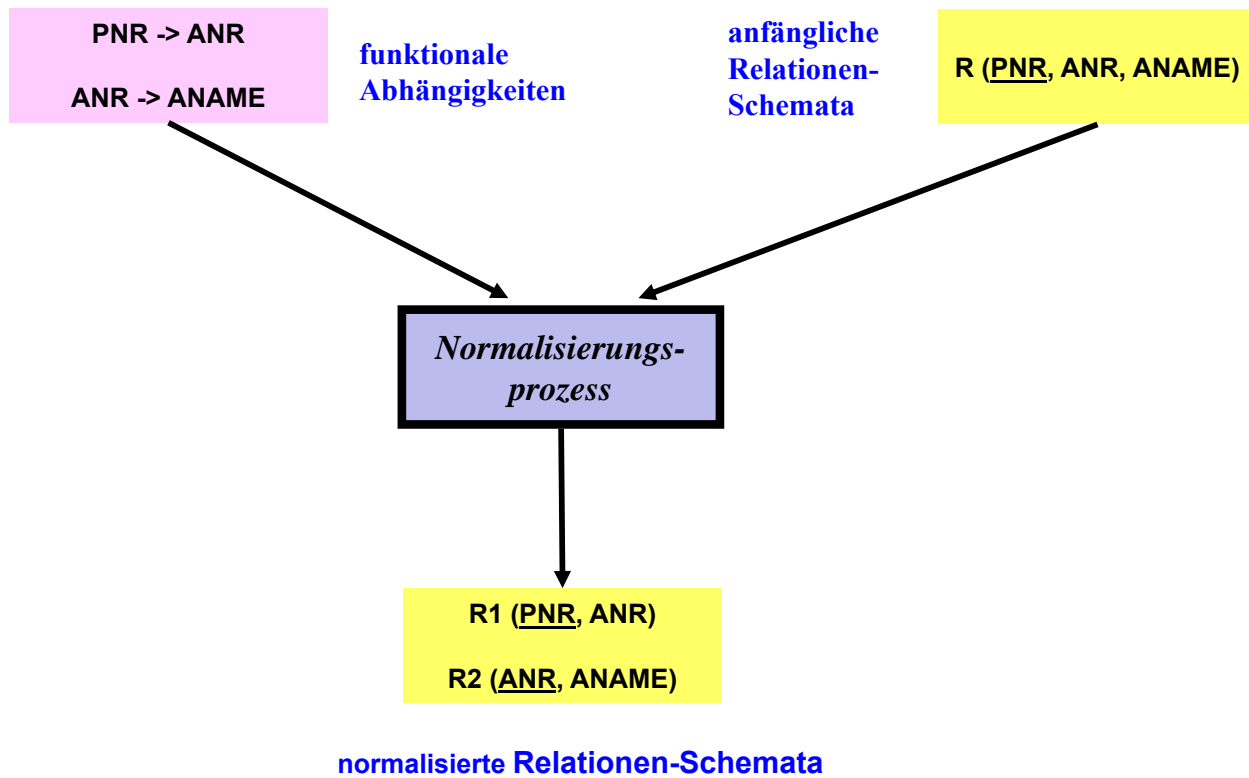 PNR -> ANR
ANR -> ANAME
funktionale
Abhängigkeiten
anfängliche
Relationen-
Schemata
R (PNR, ANR, ANAME)
Normalisierungs-
prozess
R1 (PNR, ANR)
R2 (ANR, ANAME)
normalisierte Relationen-Schemata